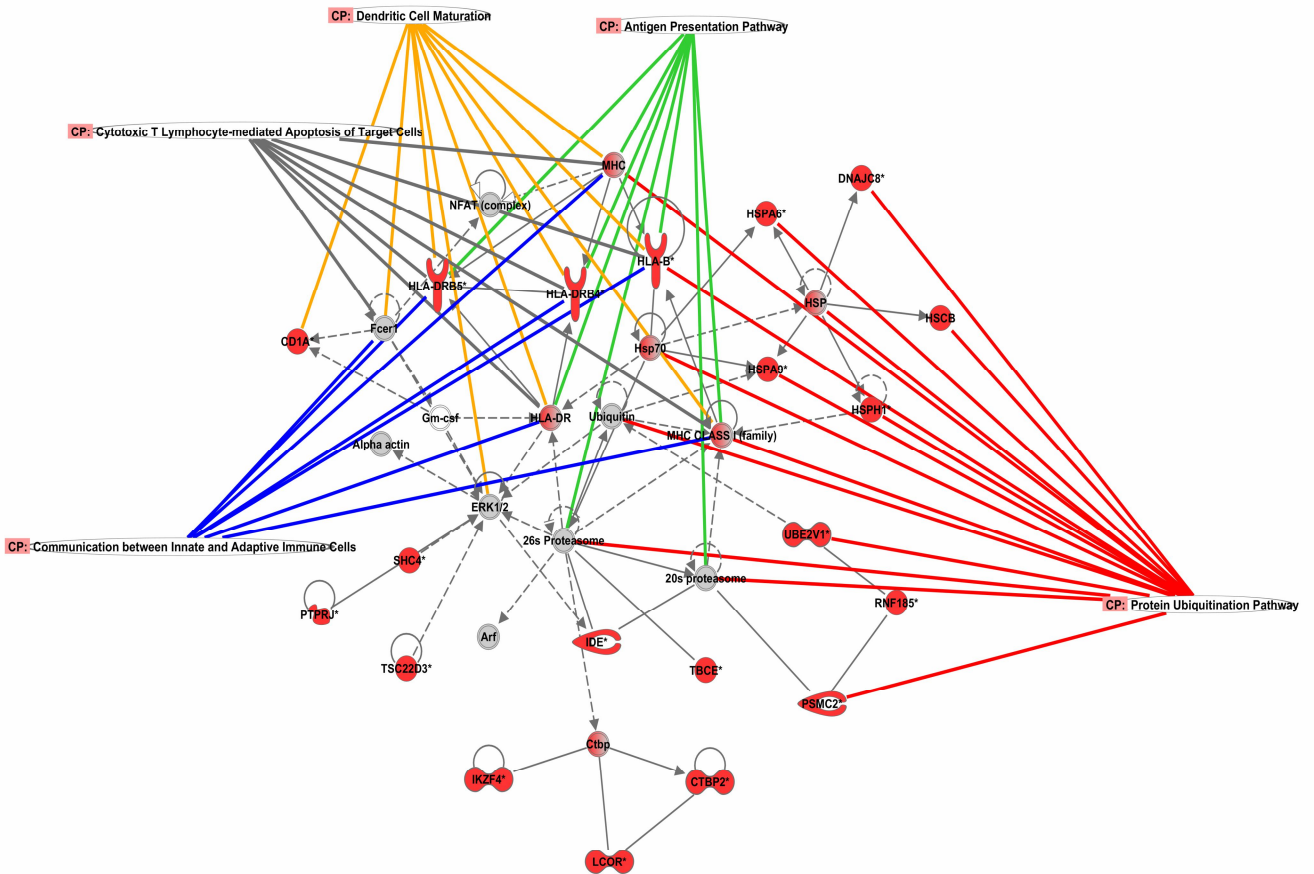 CP: Dendritic Cell Maturation
CP: Antigen Presentation Pathway
CP: Cytotoxic T Lymphocyte-mediated Apoptosis of Target Cells
MHC
DNAJC8*
NFAT (complex)
HSPA6*
HLA-B*
HLA-DRB5*
HLA-DRB4*
HSP
HSCB
Fcer1
CD1A*
Hsp70
HSPA9*
HSPH1*
Gm-csf
HLA-DR
Ubiquitin
MHC CLASS I (family)
Alpha actin
ERK1/2
26s Proteasome
UBE2V1*
CP: Communication between Innate and Adaptive Immune Cells
SHC4*
20s proteasome
RNF185*
CP: Protein Ubiquitination Pathway
PTPRJ*
Arf
IDE*
TSC22D3*
TBCE*
PSMC2*
Ctbp
IKZF4*
CTBP2*
LCOR*